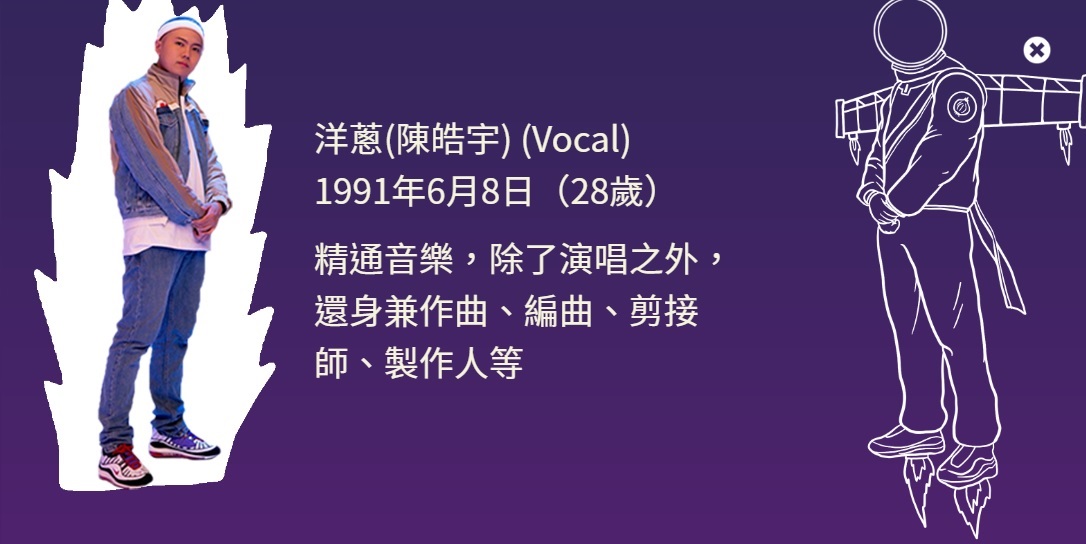 洋蔥(陳皓宇) (Vocal)
1991年6月8日（28歲）
精通音樂，除了演唱之外，
還身兼作曲、編曲、剪接
師、製作人等